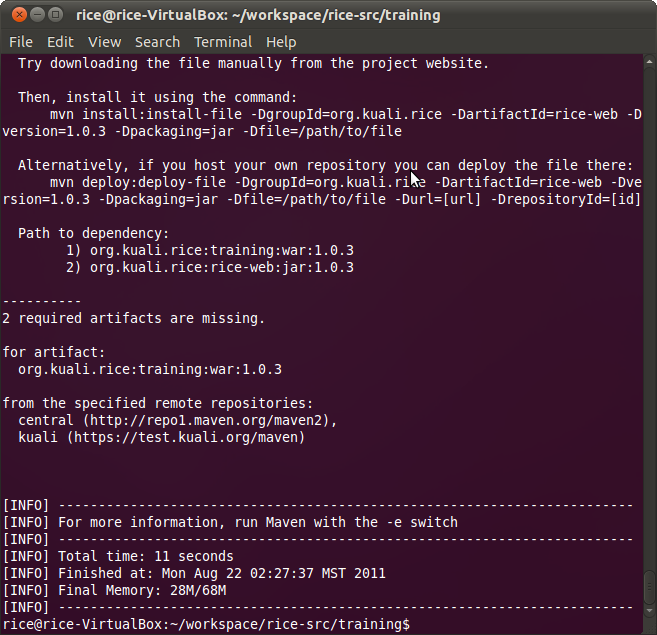 rice@rice-VirtualBox: ~/workspace/rice-src/training
File Edit View Search Terminal Help
  Try downloading the file manually from the project website.

  Then, install it using the command:
      mvn install:install-file -DgroupId=org.kuali.rice -DartifactId=rice-web -D
version=1.0.3 -Dpackaging=jar -Dfile=/path/to/file

  Alternatively, if you host your own repository you can deploy the file there:
      mvn deploy:deploy-file -DgroupId=org.kuali.rice -DartifactId=rice-web -Dve
rsion=1.0.3 -Dpackaging=jar -Dfile=/path/to/file -Durl=[url] -DrepositoryId=[id]

  Path to dependency:
        1) org.kuali.rice:training:war:1.0.3
        2) org.kuali.rice:rice-web:jar:1.0.3

----------
2 required artifacts are missing.

for artifact:
  org.kuali.rice:training:war:1.0.3

from the specified remote repositories:
  central (http://repo1.maven.org/maven2),
  kuali (https://test.kuali.org/maven)

[INFO] ------------------------------------------------------------------------
[INFO] For more information, run Maven with the -e switch
[INFO] ------------------------------------------------------------------------
[INFO] Total time: 11 seconds
[INFO] Finished at: Mon Aug 22 02:27:37 MST 2011
[INFO] Final Memory: 28M/68M
[INFO] ------------------------------------------------------------------------
rice@rice-VirtualBox:~/workspace/rice-src/training$